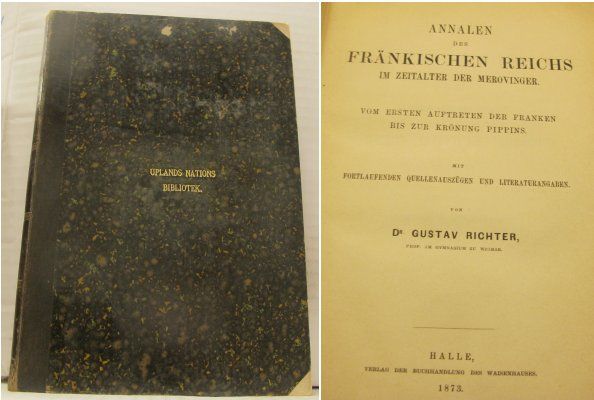 UPLANDS NATIONS
BIBLIOTEK.
ANNALEN
DES
FRÄNKISCHEN REICHS
IM ZEITALTER DER MEROVINGER.
VOM ERSTEN AUFTRETEN DER FRANKEN
BIS ZUR KRÖNUNG PIPPINS.
MIT
FORTLAUFENDEN QUELLENAUSZÜGEN UND LITERATURANGABEN.
VON
DR GUSTAV RICHTER,
PROF. AM GYMNASIUM ZU WEIMAR.
HALLE,
VERLAG DER BUCHHANDLUNG DES WAISENHAUSES.
1873.